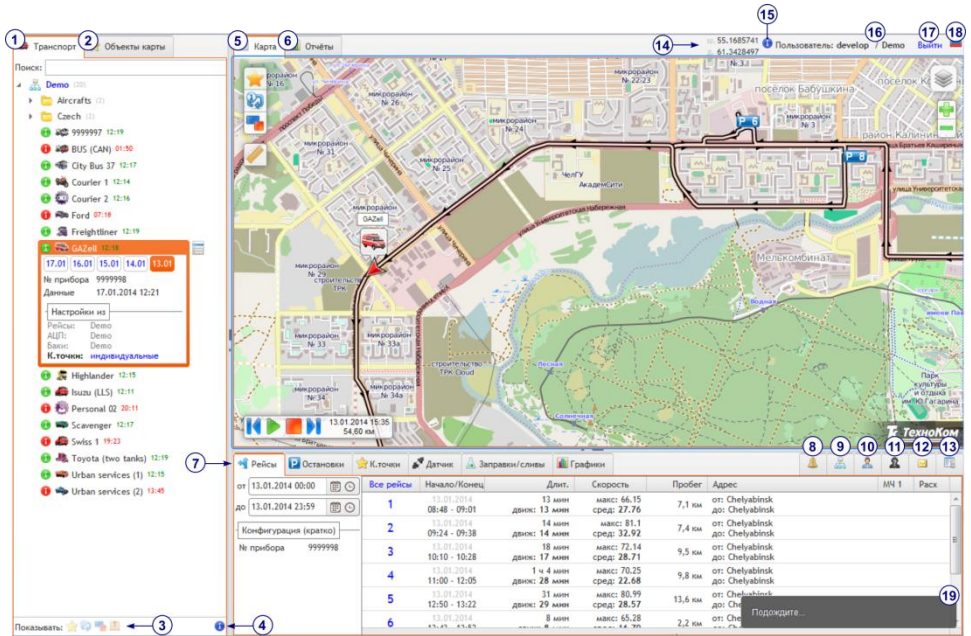 15
16
17
18
1
2
5
6
14
Транспорт
Объекты карты
Карта
Отчёты
55.1685741
61.3428497
Пользователь: develop / Demo
Выйти
Поиск:
Demo (20)
Aircrafts (2)
Czech (2)
9999997 12:19
BUS (CAN) 01:50
City Bus 37 12:17
Courier 1 12:14
Courier 2 12:16
Ford 07:18
Freightliner 12:19
GAZell 12:18
17.01 16.01 15.01 14.01 13.01
№ прибора 9999998
Данные 17.01.2014 12:21
Настройки из
Рейсы: Demo
АЦП: Demo
Баки: Demo
К.точки: индивидуальные
Highlander 12:15
Isuzu (LLS) 12:11
Personal 02 20:11
Scavenger 12:17
Swiss 1 19:23
Toyota (two tanks) 12:19
Urban services (1) 12:15
Urban services (2) 13:45
Показывать:
3
4
микрорайон
№ 26
микрорайон
№ 22,23
микрорайон
№ 24
посёлок Бабушкина
микрорайон
№ 3
P 6
P 8
микрорайон
№ 31
микрорайон
№ 25
ЧелГУ
АкадемСити
улица Университетская Набережная
GAZell
микрорайон
№ 29
строительство
ТРК
Мелькомбинат
Водная
микрорайон
№ 33
микрорайон
№ 33а
строительство
ТРК Cloud
Лесная
Солнечная
микрорайон
№ 34
микрорайон
№ 34а
Парк
культуры
и отдыха
им. Ю.Гагарина
13.01.2014 15:35
54,60 км
ТехноКом
7
8
9
10
11
12
13
Рейсы
Остановки
К.точки
Датчик
Заправки/сливы
Графики
от 13.01.2014 00:00
до 13.01.2014 23:59
Конфигурация (кратко)
№ прибора 9999998
Все рейсы Начало/Конец Длит. Скорость Пробег Адрес МЧ 1 Расх
13.01.2014 13 мин макс: 66.15 от: Chelyabinsk
1 7,1 км
08:48 - 09:01 движ: 13 мин сред: 27.76 до: Chelyabinsk
13.01.2014 14 мин макс: 81.1 от: Chelyabinsk
2 7,4 км
09:24 - 09:38 движ: 14 мин сред: 32.92 до: Chelyabinsk
13.01.2014 18 мин макс: 72.14 от: Chelyabinsk
3 9,5 км
10:10 - 10:28 движ: 17 мин сред: 28.71 до: Chelyabinsk
13.01.2014 1 ч 4 мин макс: 70.25 от: Chelyabinsk
4 9,8 км
11:00 - 12:05 движ: 28 мин сред: 22.68 до: Chelyabinsk
13.01.2014 31 мин макс: 80.99 от: Chelyabinsk
5 13,6 км
12:50 - 13:22 движ: 29 мин сред: 28.57
13.01.2014 8 мин макс: 65.28
6 2,2 км
Подождите...
19